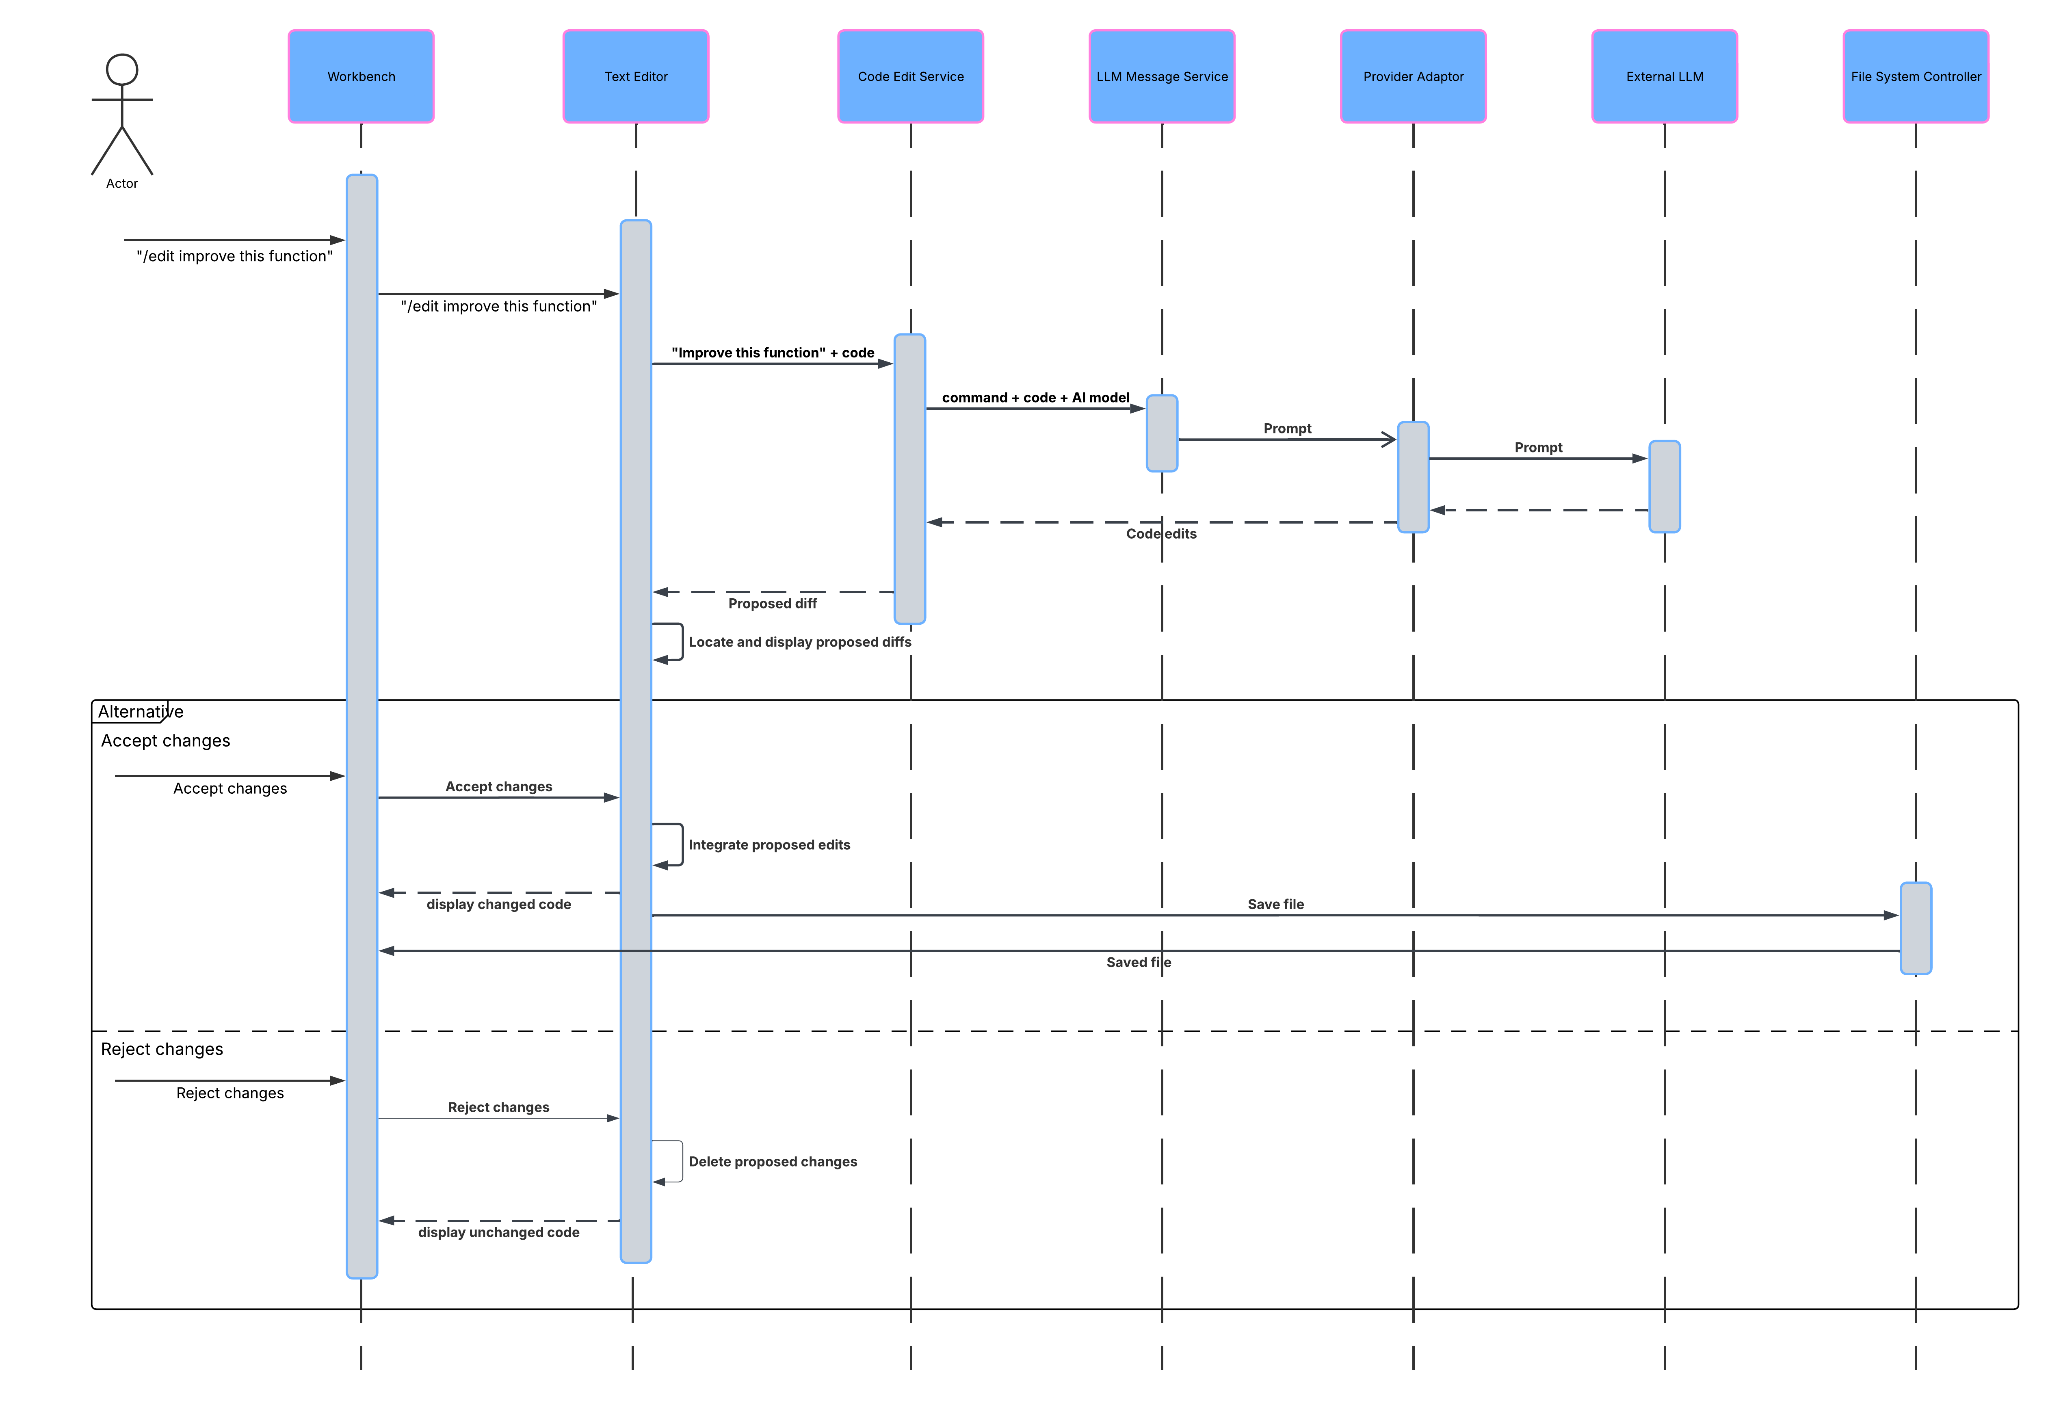 Workbench
Text Editor
Code Edit Service
LLM Message Service
Provider Adaptor
External LLM
File System Controller
Actor
"/edit improve this function"
"/edit improve this function"
"Improve this function" + code
command + code + AI model
Prompt
Prompt
Code edits
Proposed diff
Locate and display proposed diffs
Alternative
Accept changes
Accept changes
Accept changes
Integrate proposed edits
display changed code
Save file
Saved file
Reject changes
Reject changes
Reject changes
Delete proposed changes
display unchanged code